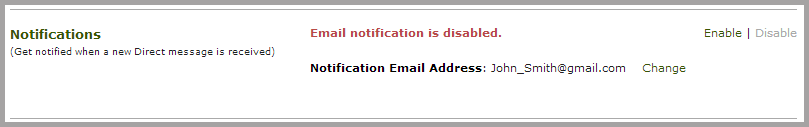 Notifications
(Get notified when a new Direct message is received)
Email notification is disabled.
Enable | Disable
Notification Email Address: John_Smith@gmail.com Change